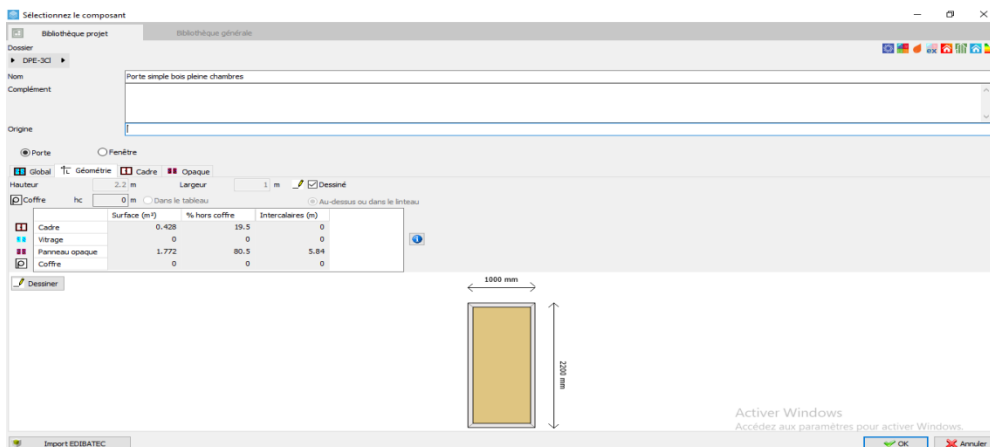 Sélectionnez le composant
Bibliothèque projet Bibliothèque générale
Dossier
DPE-3Cl
Nom Porte simple bois pleine chambres
Complément
Origine
Porte Fenêtre
Global Géométrie Cadre Opaque
Hauteur 2.2 m Largeur 1 m Dessiné
Coffre hc 0 m Dans le tableau Au-dessus ou dans le linteau
Surface (m²) % hors coffre Intercalaires (m)
Cadre 0.428 19.5 0
Vitrage 0 0 0
Panneau opaque 1.772 80.5 5.84
Coffre 0 0 0
Dessiner
1000 mm
2200 mm
Activer Windows
Accédez aux paramètres pour activer Windows.
Import EDIBATEC OK Annuler